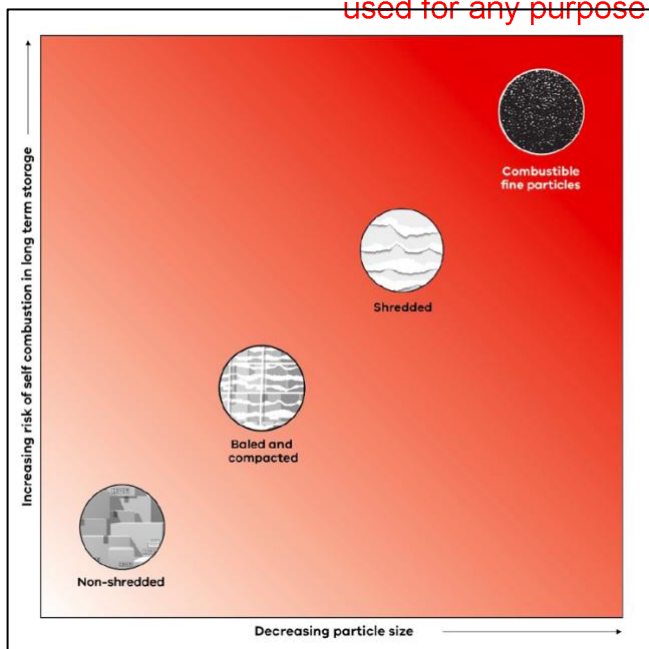 used for any purpose
Increasing risk of self combustion in long term storage
Combustible
fine particles
Shredded
Baled and
compacted
Non-shredded
Decreasing particle size